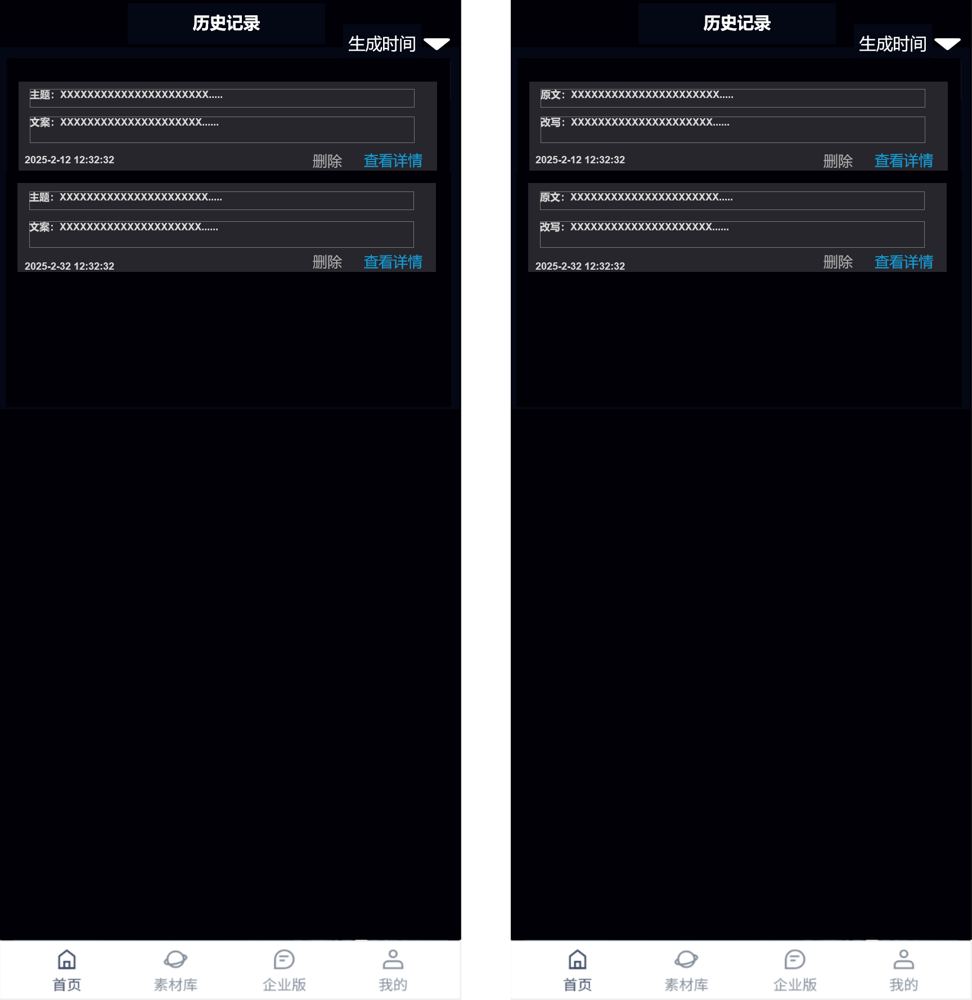 历史记录
生成时间
主题：XXXXXXXXXXXXXXXXXXXXXX.....
文案：XXXXXXXXXXXXXXXXXXXXX......
2025-2-12 12:32:32 删除 查看详情
主题：XXXXXXXXXXXXXXXXXXXXXX.....
文案：XXXXXXXXXXXXXXXXXXXXX......
2025-2-32 12:32:32 删除 查看详情
首页 素材库 企业版 我的
历史记录
生成时间
原文：XXXXXXXXXXXXXXXXXXXXXX.....
改写：XXXXXXXXXXXXXXXXXXXXX......
2025-2-12 12:32:32 删除 查看详情
原文：XXXXXXXXXXXXXXXXXXXXXX.....
改写：XXXXXXXXXXXXXXXXXXXXX......
2025-2-32 12:32:32 删除 查看详情
首页 素材库 企业版 我的